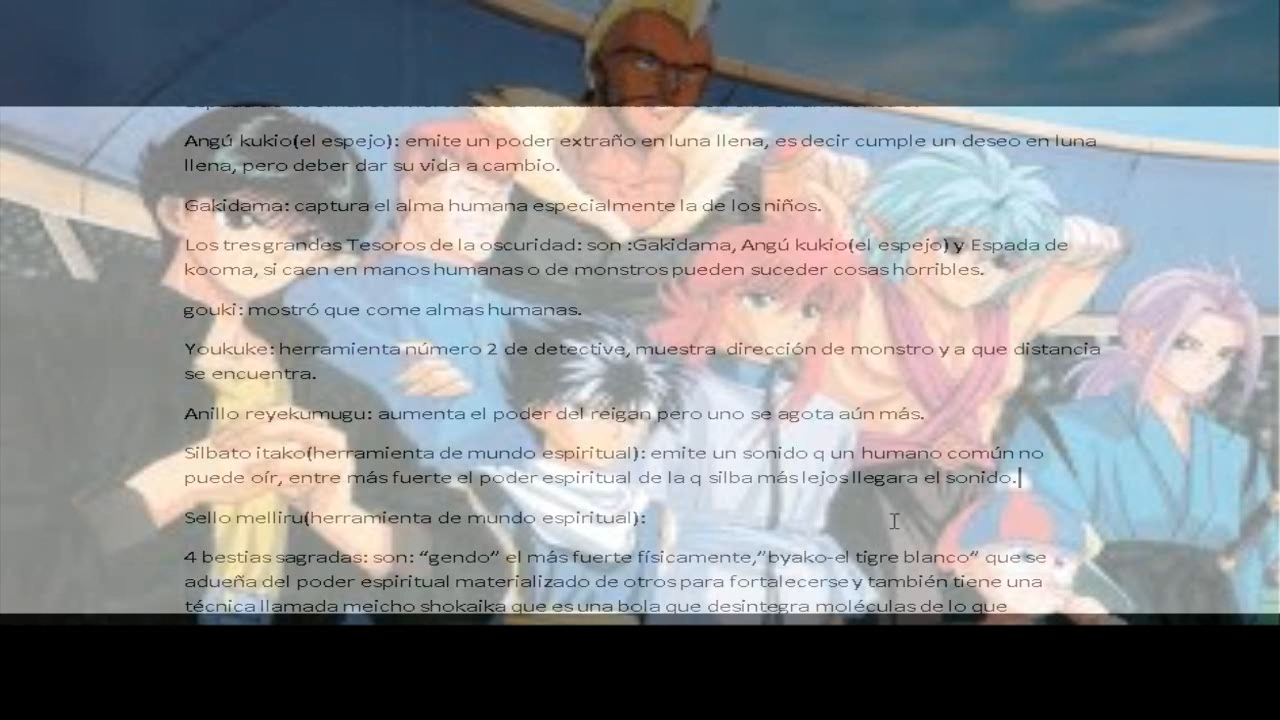 Angú kukio(el espejo): emite un poder extraño en luna llena, es decir cumple un deseo en luna
llena, pero deber dar su vida a cambio.
Gakidama: captura el alma humana especialmente la de los niños.
Los tres grandes Tesoros de la oscuridad: son :Gakidama, Angú kukio(el espejo) y Espada de
kooma, si caen en manos humanas o de monstros pueden suceder cosas horribles.
gouki: mostró que come almas humanas.
Youkuke: herramienta número 2 de detective, muestra dirección de monstro y a que distancia
se encuentra.
Anillo reyekumugu: aumenta el poder del reigan pero uno se agota aún más.
Silbato itako(herramienta de mundo espiritual): emite un sonido q un humano común no
puede oír, entre más fuerte el poder espiritual de la q silba más lejos llegara el sonido.
Sello melliru(herramienta de mundo espiritual):
4 bestias sagradas: son: “gendo” el más fuerte físicamente,”byako-el tigre blanco” que se
adueña del poder espiritual materializado de otros para fortalecerse y también tiene una
técnica llamada meicho shokaika que es una bola que desintegra moléculas de lo que